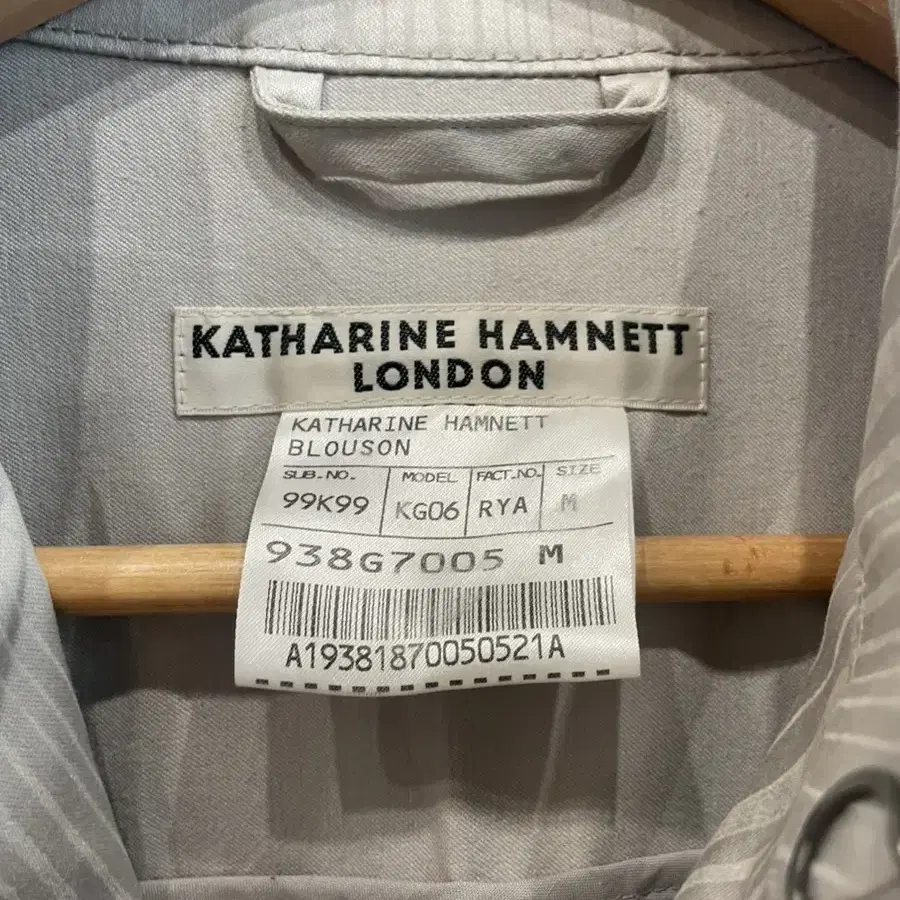 KATHARINE HAMNETT
LONDON
KATHARINE HAMNETT
BLOUSON
SUB.NO. MODEL FACT.NO. SIZE
99K99 KG06 RYA M
938G7005 M
A19381870050521A